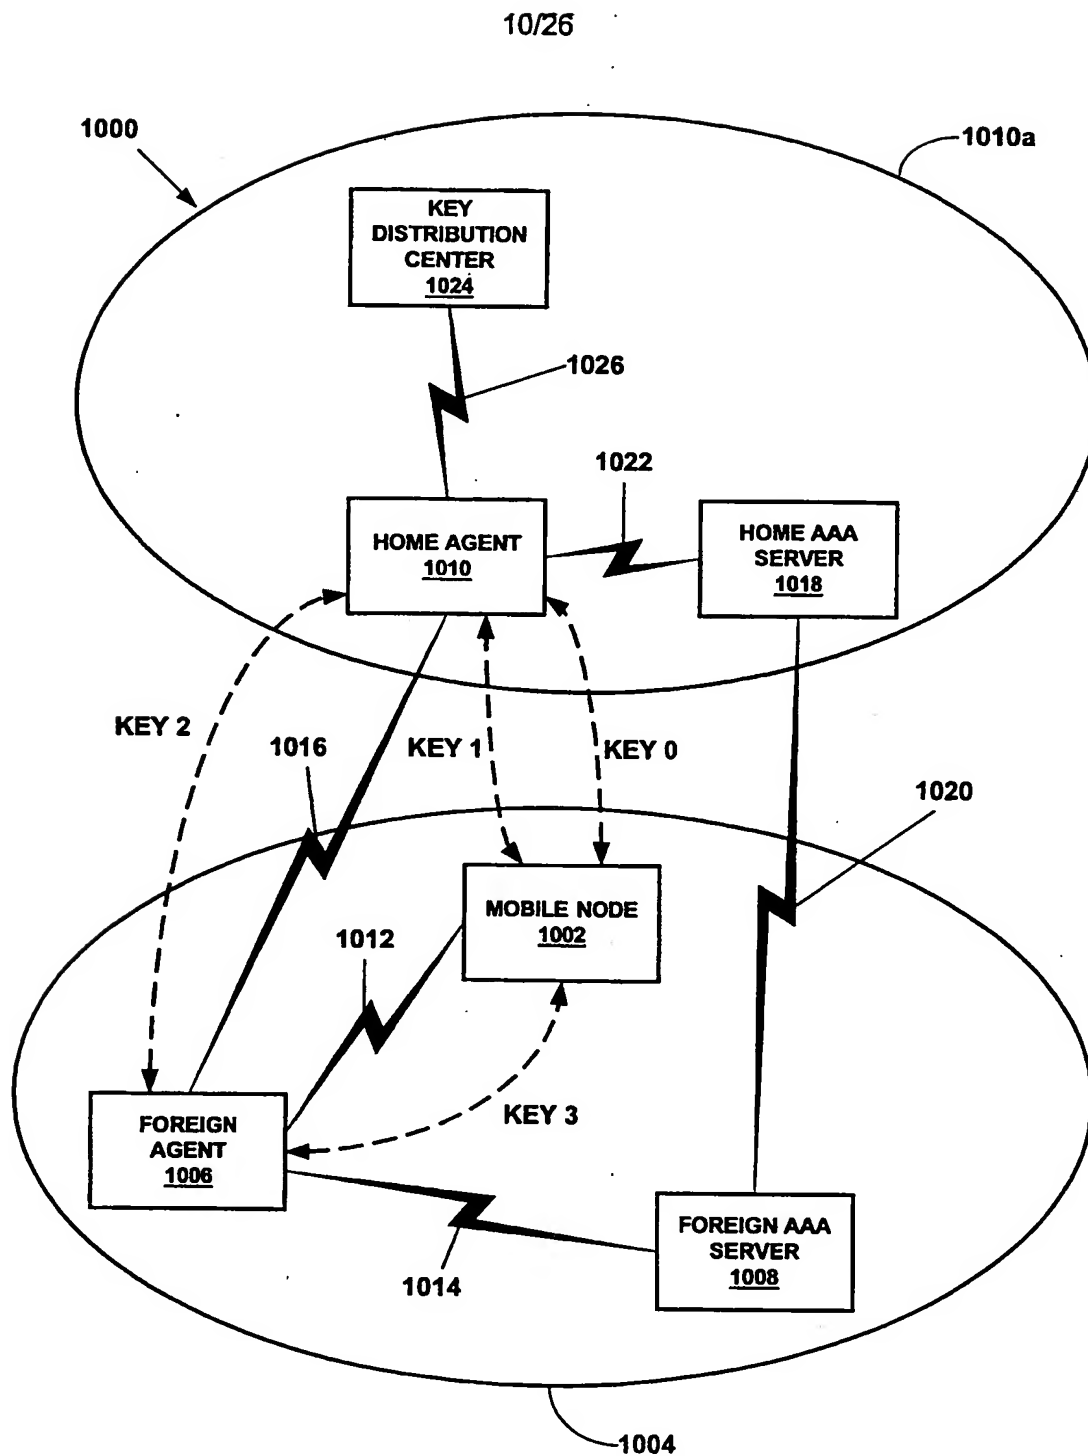 10/26
1000
1010a
KEY
DISTRIBUTION
CENTER
1024
1026
1022
HOME AGENT
1010
HOME AAA
SERVER
1018
KEY 2
1016
KEY 1
KEY 0
1020
MOBILE NODE
1002
1012
FOREIGN
AGENT
1006
KEY 3
FOREIGN AAA
SERVER
1008
1014
1004